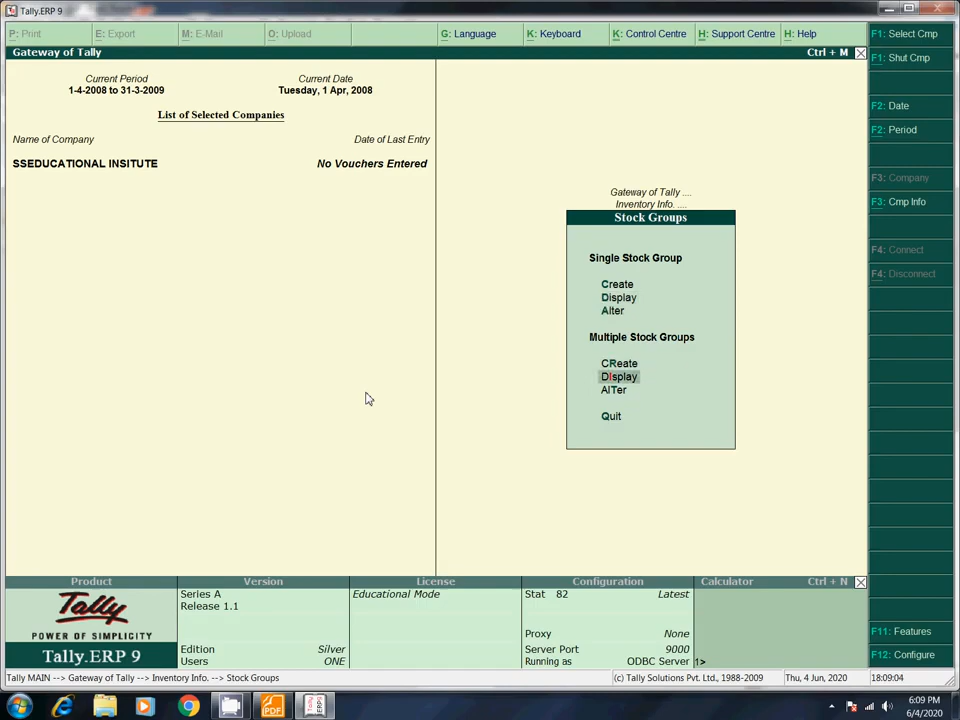 Tally.ERP 9
P: Print
E: Export
M: E-Mail
O: Upload
G: Language
K: Keyboard
K: Control Centre
H: Support Centre
H: Help
F1: Select Cmp
F1: Shut Cmp
F2: Date
F2: Period
F3: Company
F3: Cmp Info
F4: Connect
F4: Disconnect
F11: Features
F12: Configure
Gateway of Tally
Ctrl + M
Current Period
1-4-2008 to 31-3-2009
Current Date
Tuesday, 1 Apr, 2008
List of Selected Companies
Name of Company
Date of Last Entry
SSEDUCATIONAL INSITUTE
No Vouchers Entered
Gateway of Tally ....
Inventory Info. ....
Stock Groups
Single Stock Group
Create
Display
Alter
Multiple Stock Groups
CReate
DIsplay
AlTer
Quit
Product
Version
License
Configuration
Calculator
Ctrl + N
Tally
POWER OF SIMPLICITY
Tally.ERP 9
Series A
Release 1.1
Edition
Silver
Users
ONE
Educational Mode
Stat 82
Latest
Proxy
None
Server Port
9000
Running as
ODBC Server
1>
Tally MAIN --> Gateway of Tally --> Inventory Info. --> Stock Groups
(c) Tally Solutions Pvt. Ltd., 1988-2009
Thu, 4 Jun, 2020
18:09:04
PDF
ERP9
6:09 PM
6/4/2020